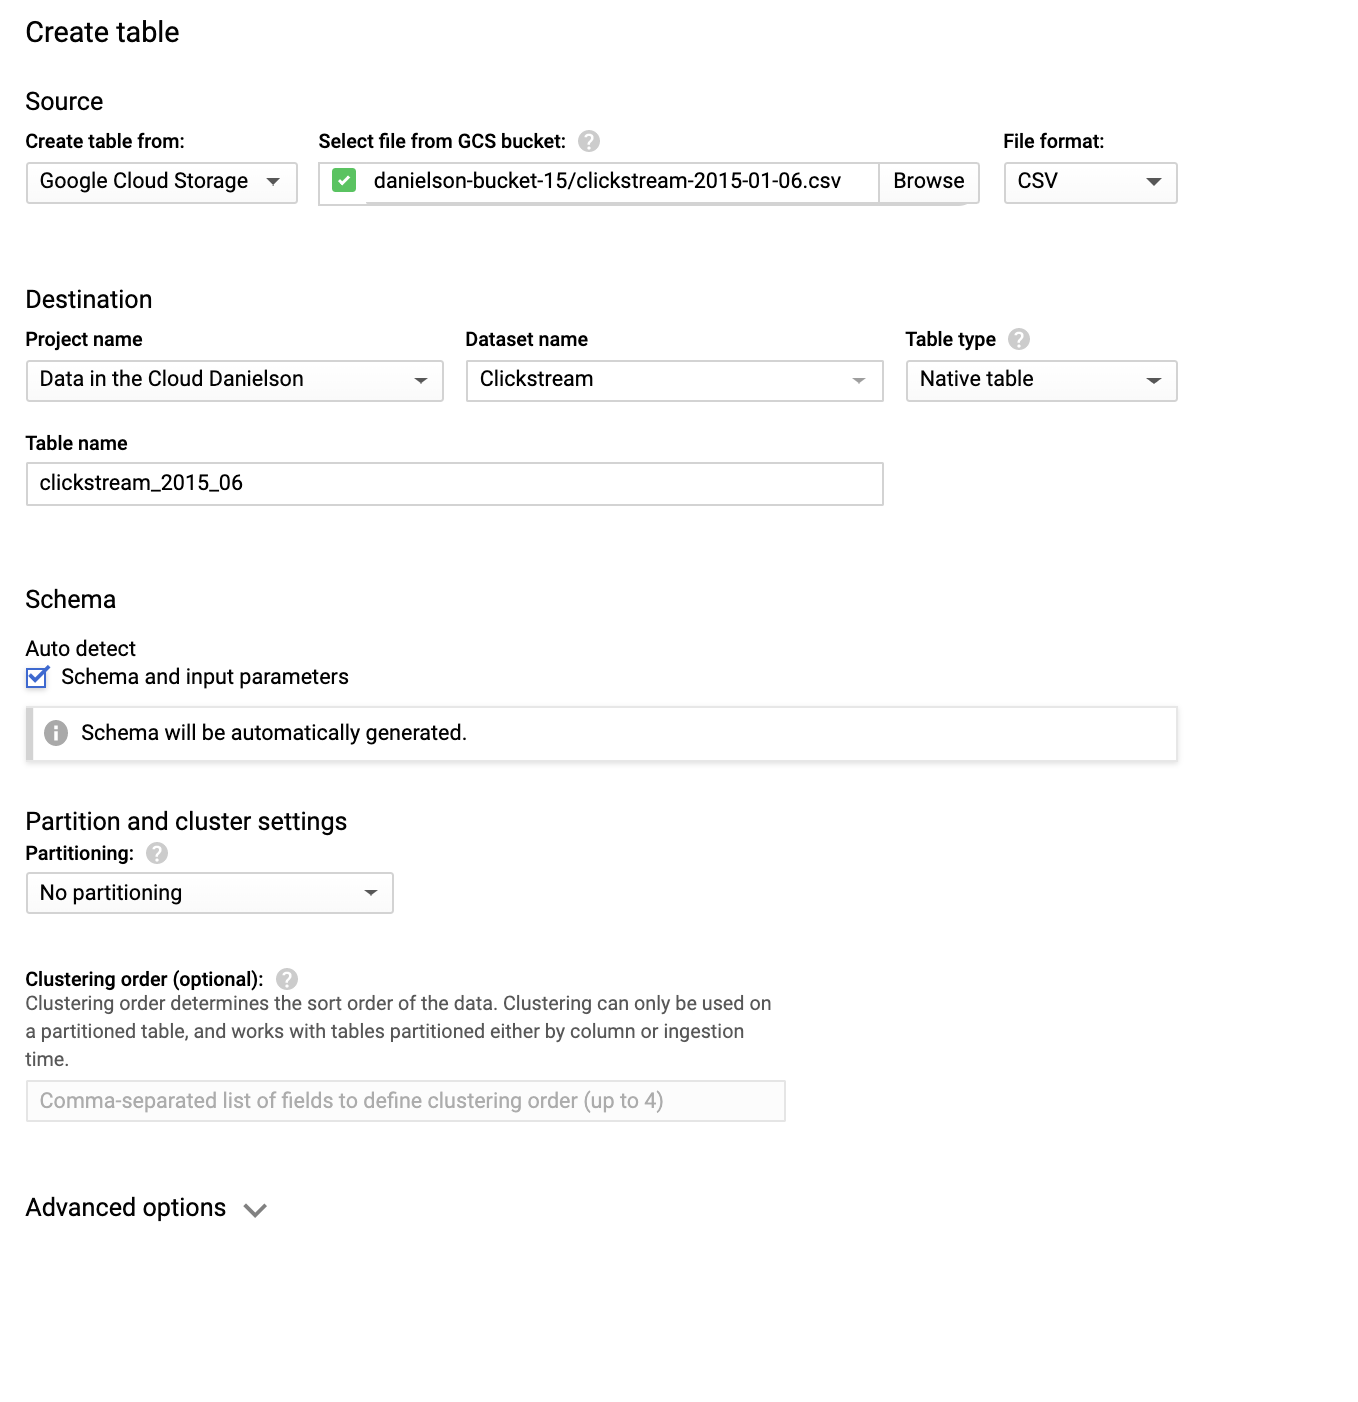 Create table
Source
Create table from: Select file from GCS bucket: ? File format:
Google Cloud Storage danielson-bucket-15/clickstream-2015-01-06.csv Browse CSV
Destination
Project name Dataset name Table type ?
Data in the Cloud Danielson Clickstream Native table
Table name
clickstream_2015_06
Schema
Auto detect
Schema and input parameters
Schema will be automatically generated.
Partition and cluster settings
Partitioning: ?
No partitioning
Clustering order (optional): ?
Clustering order determines the sort order of the data. Clustering can only be used on
a partitioned table, and works with tables partitioned either by column or ingestion
time.
Comma-separated list of fields to define clustering order (up to 4)
Advanced options